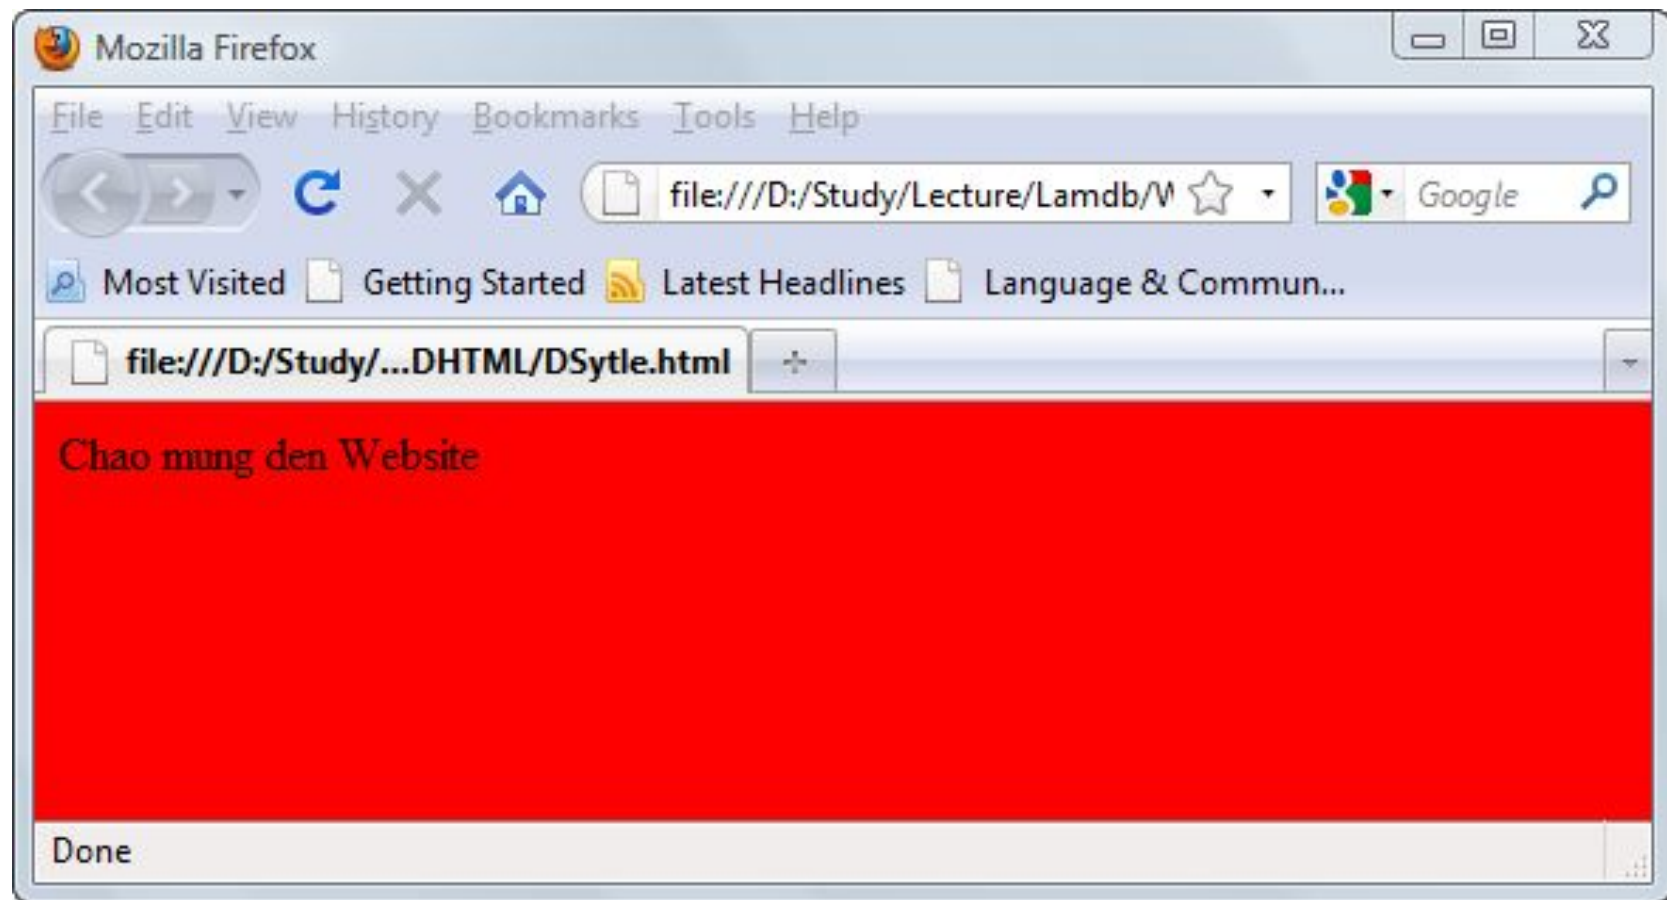 Mozilla Firefox
File Edit View History Bookmarks Tools Help
file:///D:/Study/Lecture/Lamdb/W Google
Most Visited Getting Started Latest Headlines Language & Commun...
file:///D:/Study/...DHTML/DSytle.html
Chao mung den Website
Done